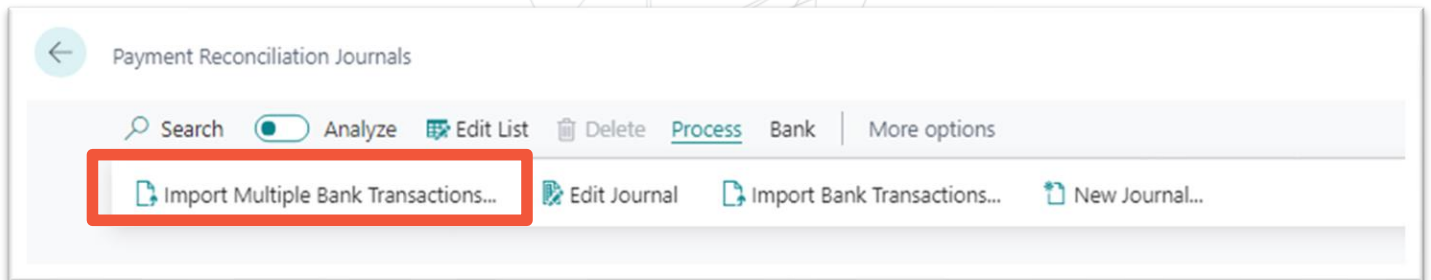 Payment Reconciliation Journals
Search Analyze Edit List Delete Process Bank More options
Import Multiple Bank Transactions... Edit Journal Import Bank Transactions... New Journal...